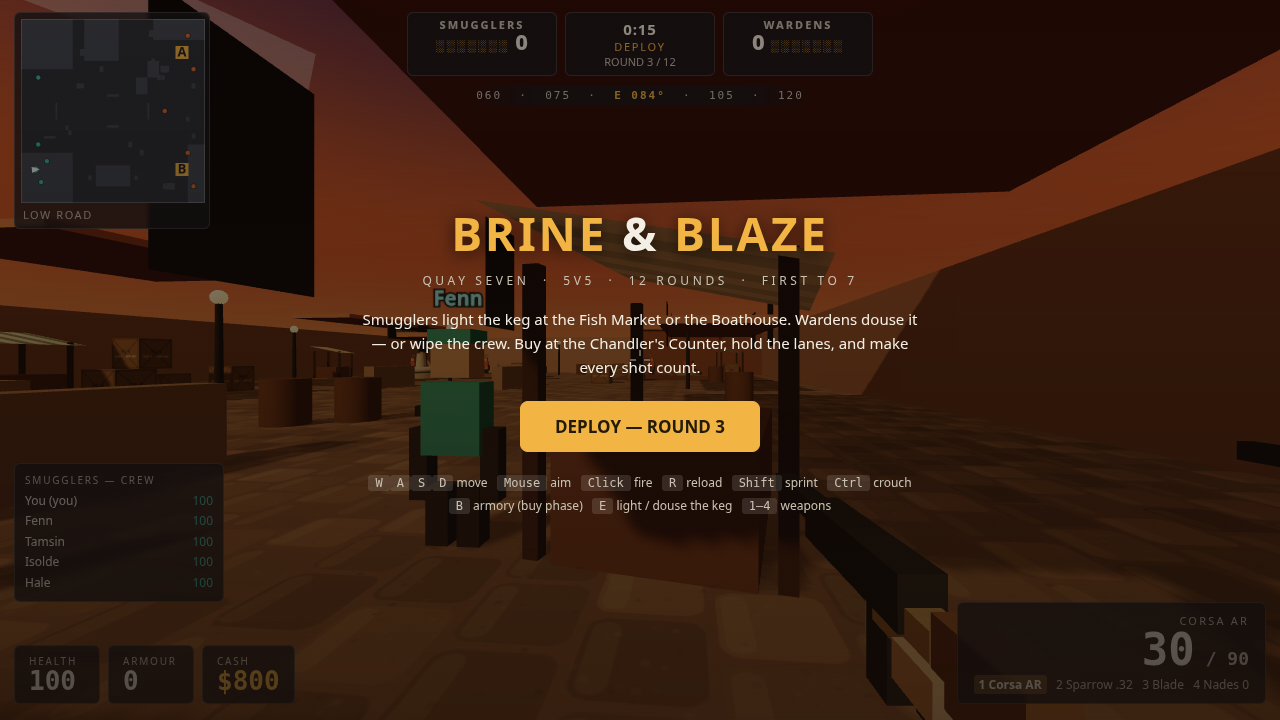 SMUGGLERS
0
0:15
DEPLOY
ROUND 3 / 12
WARDENS
0
060 · 075 · E 084° · 105 · 120
A
B
LOW ROAD
BRINE & BLAZE
QUAY SEVEN · 5V5 · 12 ROUNDS · FIRST TO 7
Fenn
Smugglers light the keg at the Fish Market or the Boathouse. Wardens douse it
— or wipe the crew. Buy at the Chandler's Counter, hold the lanes, and make
every shot count.
DEPLOY — ROUND 3
W A S D move Mouse aim Click fire R reload Shift sprint Ctrl crouch
B armory (buy phase) E light / douse the keg 1–4 weapons
SMUGGLERS — CREW
You (you) 100
Fenn 100
Tamsin 100
Isolde 100
Hale 100
HEALTH
100
ARMOUR
0
CASH
$800
CORSA AR
30 / 90
1 Corsa AR 2 Sparrow .32 3 Blade 4 Nades 0